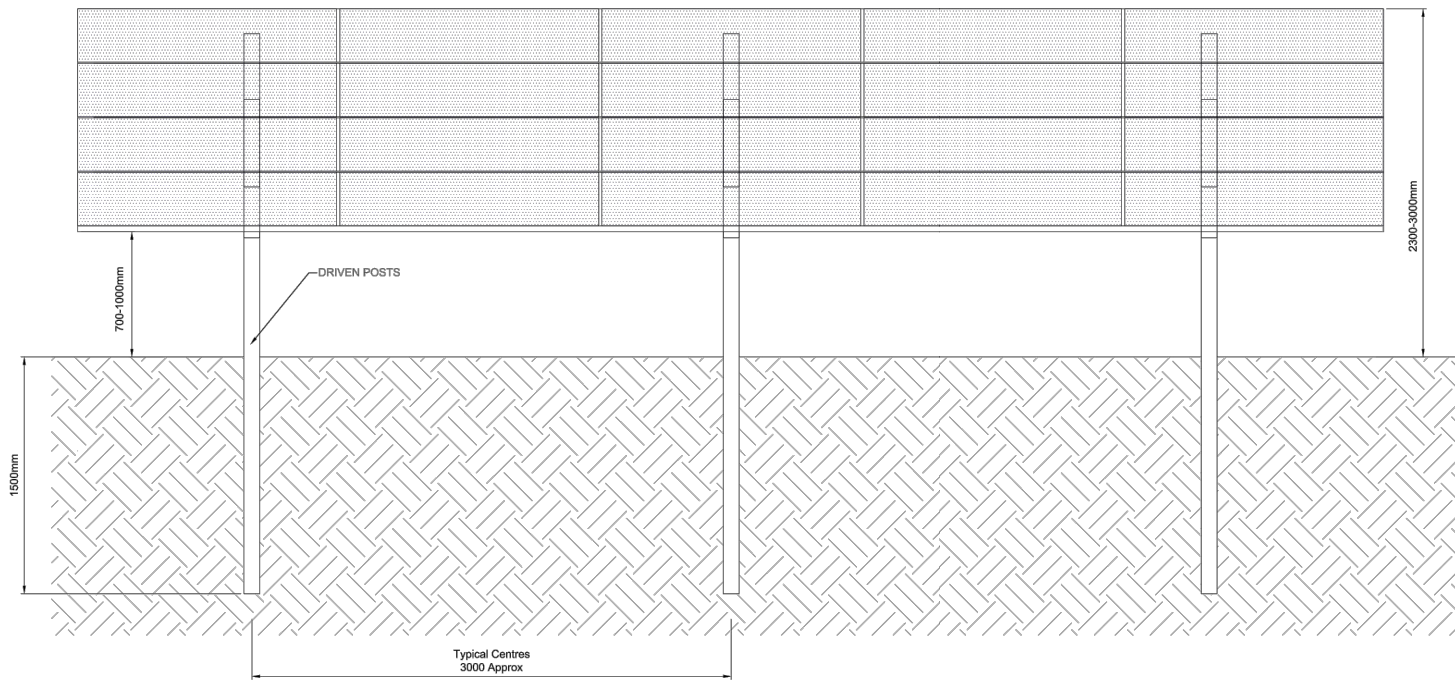 2300-3000mm
DRIVEN POSTS
700-1000mm
1500mm
Typical Centres
3000 Approx